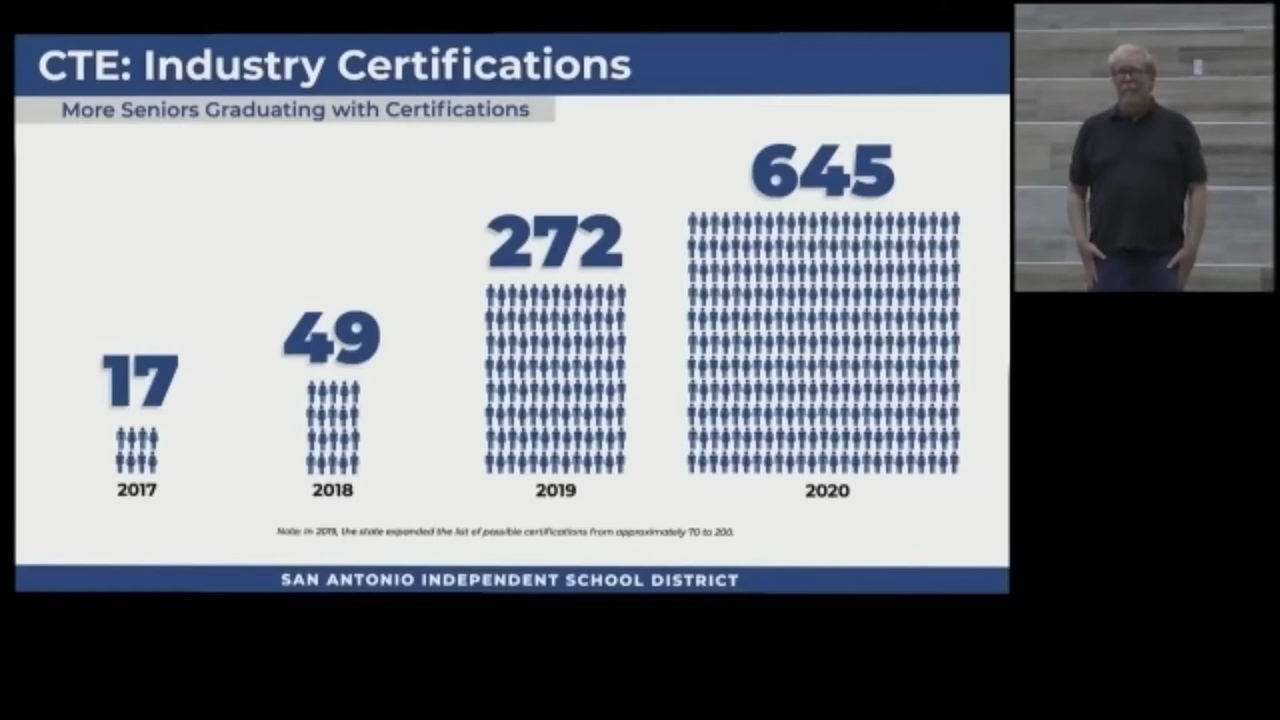 CTE: Industry Certifications
More Seniors Graduating with Certifications
17
49
272
645
2017
2018
2019
2020
Note: In 2019, the state expanded the list of possible certifications from approximately 70 to 200.
SAN ANTONIO INDEPENDENT SCHOOL DISTRICT